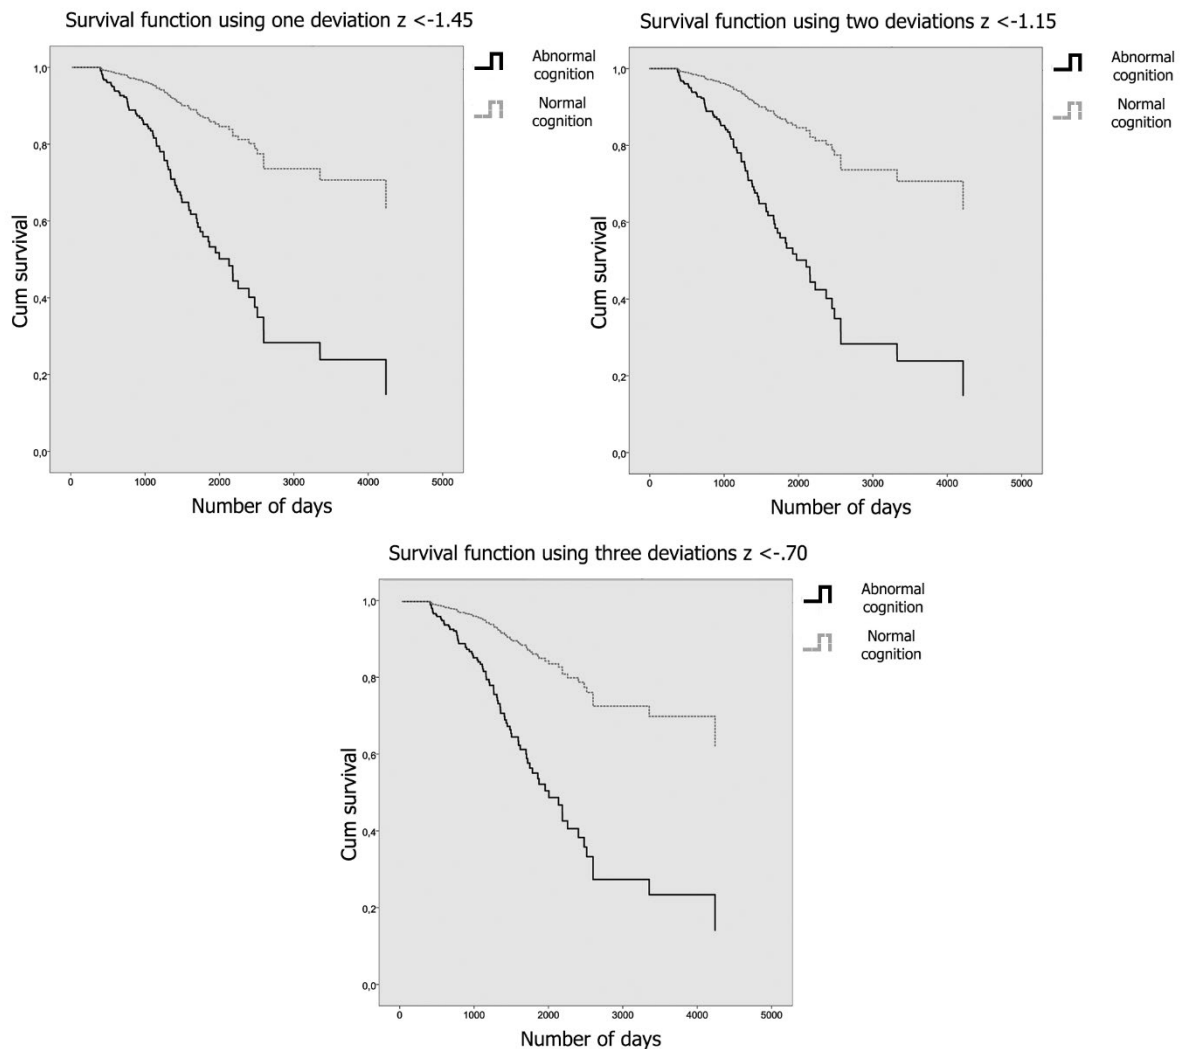 Survival function using one deviation z <-1.45
Abnormal
cognition
Normal
cognition
1,0
0,8
0,6
0,4
0,2
0,0
Cum survival
0 1000 2000 3000 4000 5000
Number of days
Survival function using two deviations z <-1.15
Abnormal
cognition
Normal
cognition
1,0
0,8
0,6
0,4
0,2
0,0
Cum survival
0 1000 2000 3000 4000 5000
Number of days
Survival function using three deviations z <-.70
Abnormal
cognition
Normal
cognition
1,0
0,8
0,6
0,4
0,2
0,0
Cum survival
0 1000 2000 3000 4000 5000
Number of days